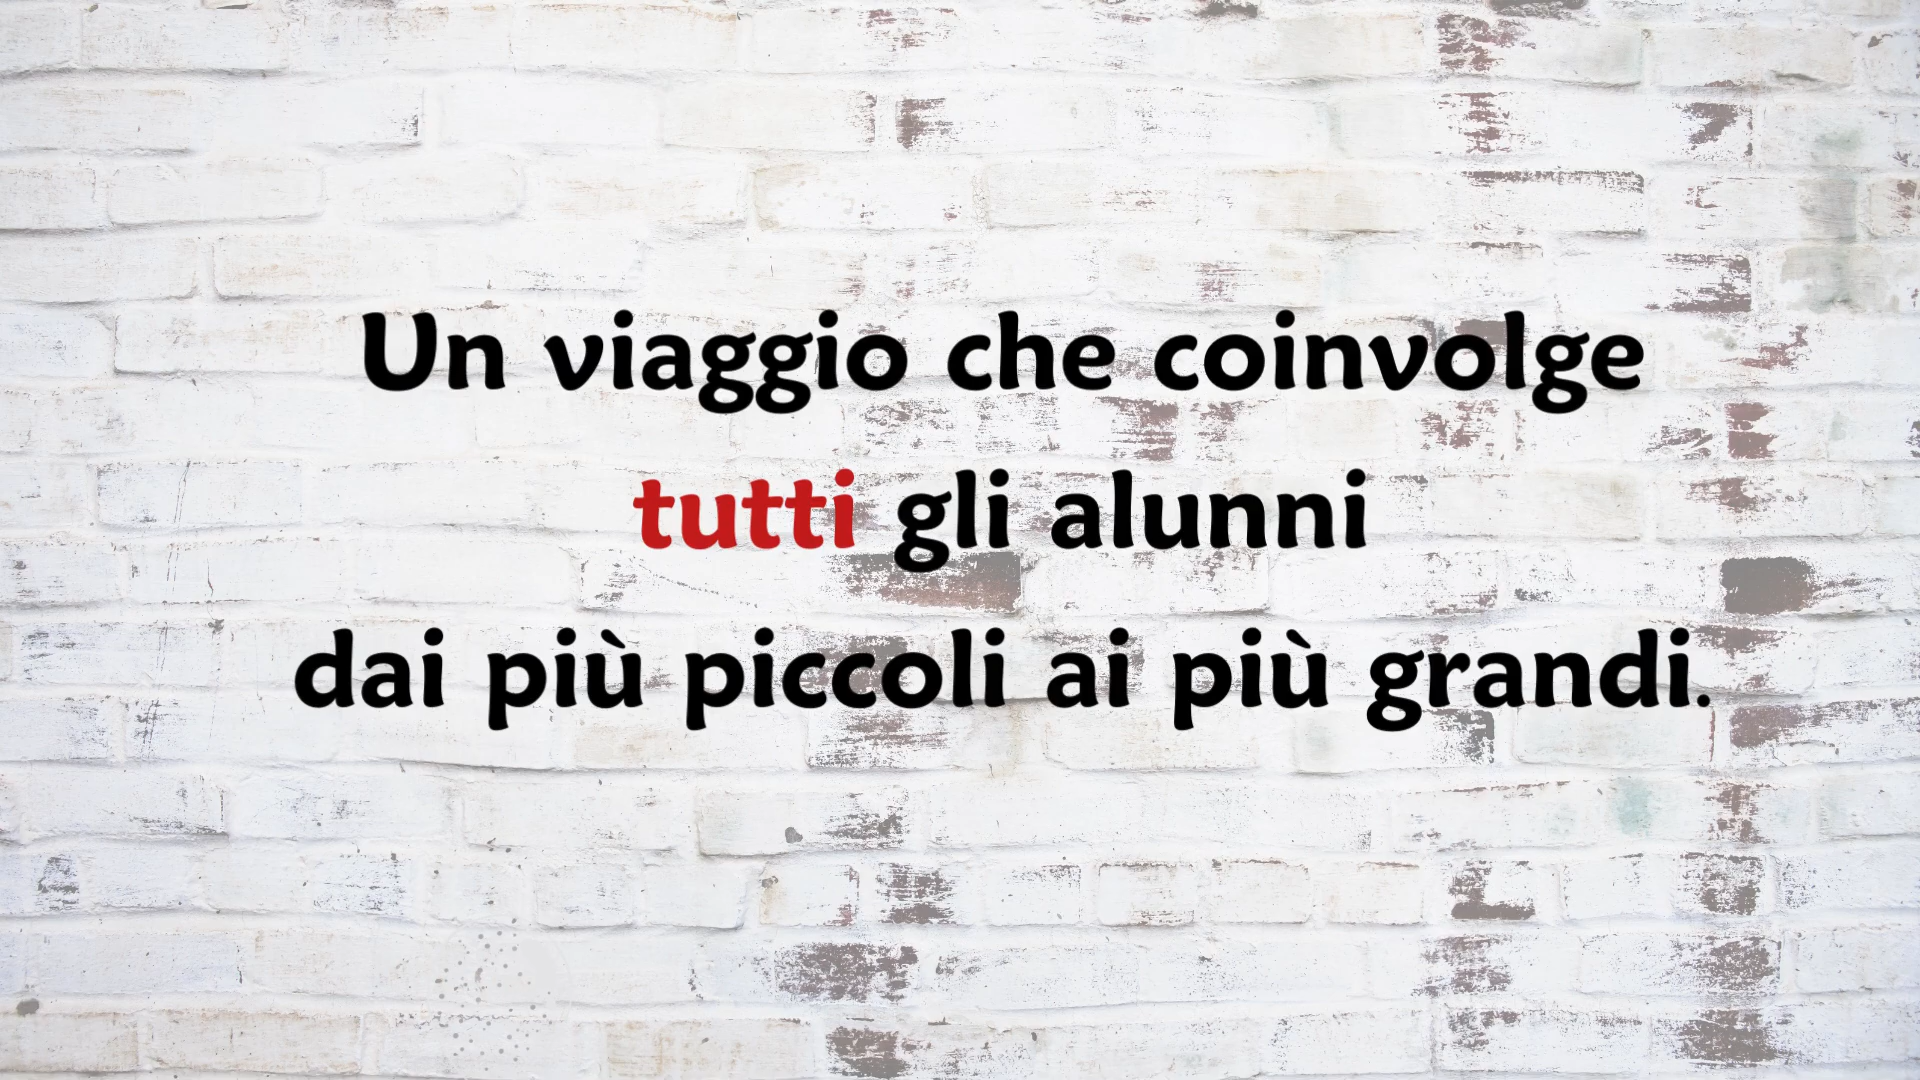 Un viaggio che coinvolge
tutti gli alunni
dai più piccoli ai più grandi.